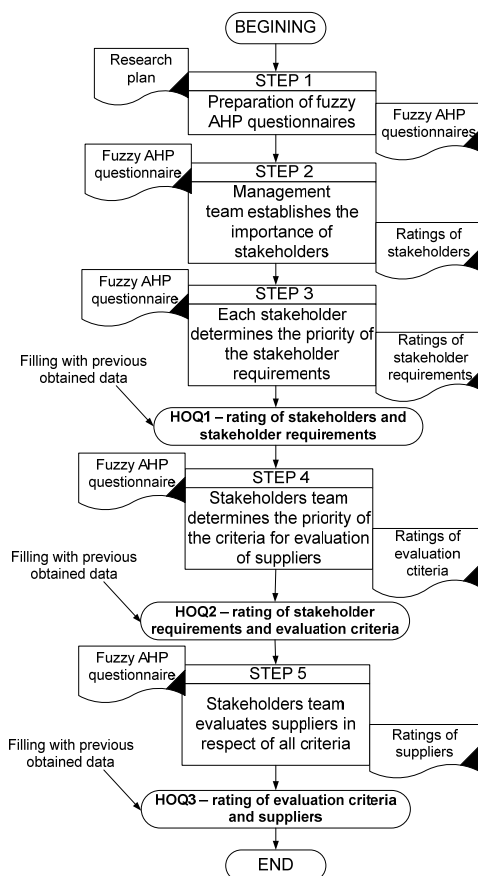 BEGINING
Research
plan
STEP 1
Preparation of fuzzy
AHP questionnaires
Fuzzy AHP
questionnaires
Fuzzy AHP
questionnaire
STEP 2
Management
team establishes the
importance of
stakeholders
Ratings of
stakeholders
Fuzzy AHP
questionnaire
STEP 3
Each stakeholder
determines the priority of
the stakeholder
requirements
Ratings of
stakeholder
requirements
Filling with previous
obtained data
HOQ1 – rating of stakeholders and
stakeholder requirements
Fuzzy AHP
questionnaire
STEP 4
Stakeholders team
determines the priority of
the criteria for evaluation
of suppliers
Ratings of
evaluation
ctiteria
Filling with previous
obtained data
HOQ2 – rating of stakeholder
requirements and evaluation criteria
Fuzzy AHP
questionnaire
STEP 5
Stakeholders team
evaluates suppliers in
respect of all criteria
Ratings of
suppliers
Filling with previous
obtained data
HOQ3 – rating of evaluation criteria
and suppliers
END